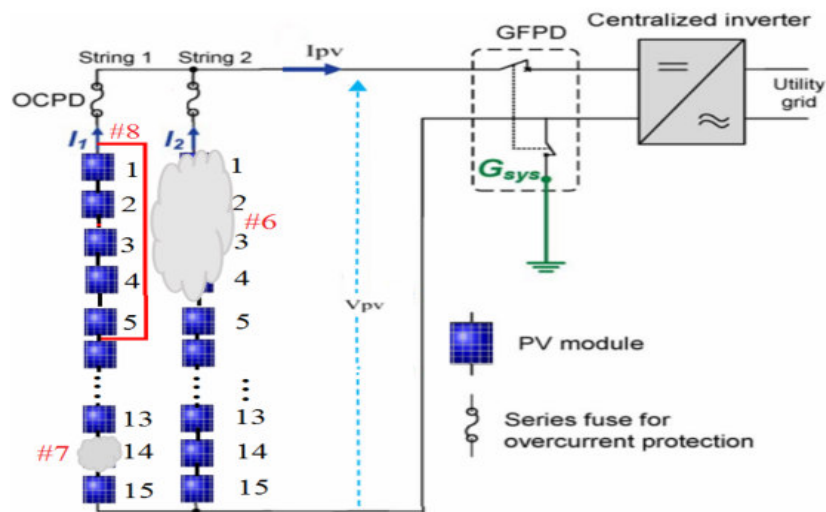 Centralized inverter
GFPD
Ipv
String 1
String 2
Utility
grid
OCPD
I1
#8
I2
1
1
2
2
#6
3
3
4
4
5
5
Gsys
Vpv
PV module
13
13
#7
14
14
15
15
Series fuse for
overcurrent protection